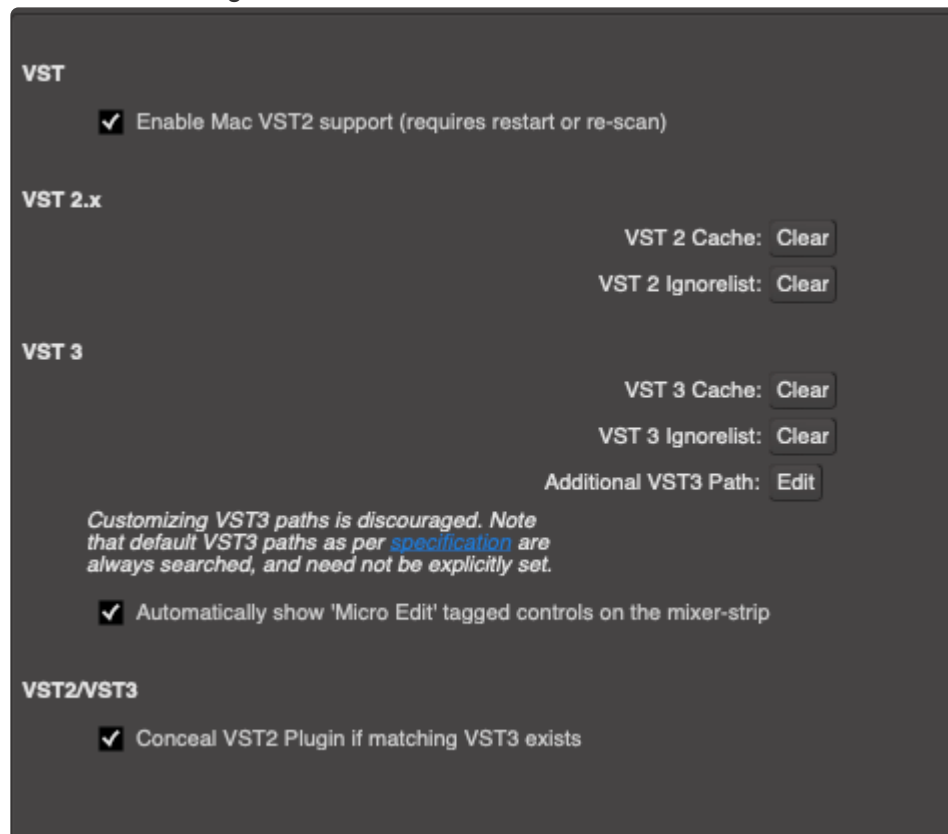 VST
Enable Mac VST2 support (requires restart or re-scan)
VST 2.x
VST 2 Cache: Clear
VST 2 Ignorelist: Clear
VST 3
VST 3 Cache: Clear
VST 3 Ignorelist: Clear
Additional VST3 Path: Edit
Customizing VST3 paths is discouraged. Note
that default VST3 paths as per specification are
always searched, and need not be explicitly set.
Automatically show 'Micro Edit' tagged controls on the mixer-strip
VST2/VST3
Conceal VST2 Plugin if matching VST3 exists